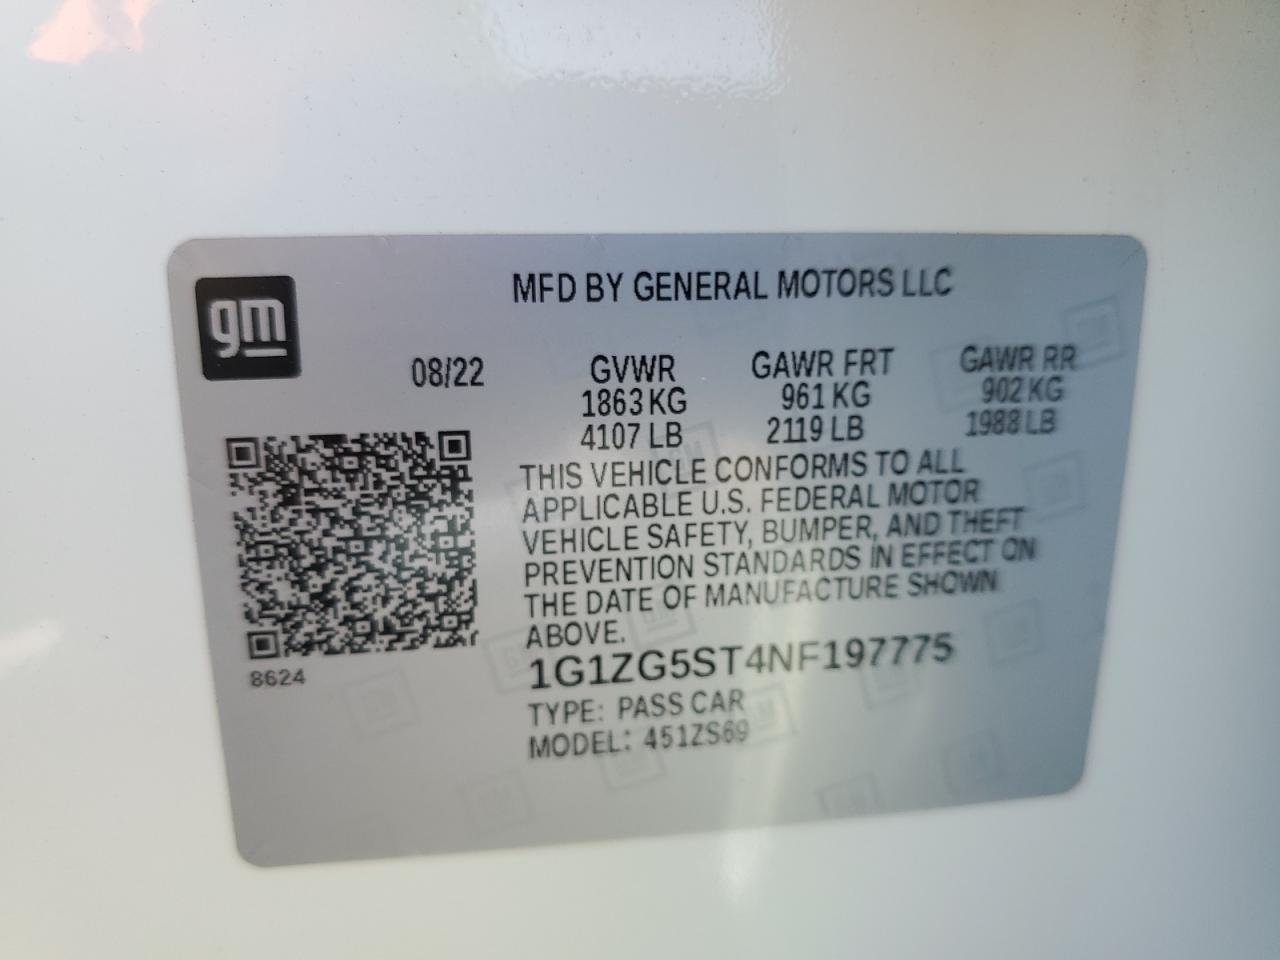 gm
MFD BY GENERAL MOTORS LLC
08/22 GVWR GAWR FRT GAWR RR
1863 KG 961 KG 902 KG
4107 LB 2119 LB 1988 LB
THIS VEHICLE CONFORMS TO ALL
APPLICABLE U.S. FEDERAL MOTOR
VEHICLE SAFETY, BUMPER, AND THEFT
PREVENTION STANDARDS IN EFFECT ON
THE DATE OF MANUFACTURE SHOWN
ABOVE.
8624
1G1ZG5ST4NF197775
TYPE: PASS CAR
MODEL: 451ZS69